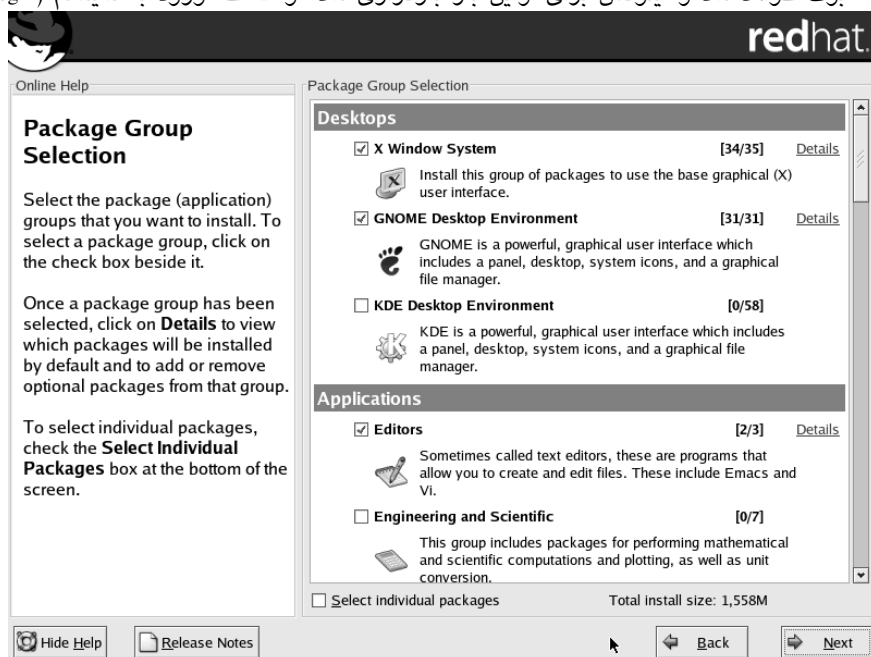 redhat.
Online Help
Package Group
Selection
Select the package (application)
groups that you want to install. To
select a package group, click on
the check box beside it.
Once a package group has been
selected, click on Details to view
which packages will be installed
by default and to add or remove
optional packages from that group.
To select individual packages,
check the Select Individual
Packages box at the bottom of the
screen.
Package Group Selection
Desktops
X Window System [34/35] Details
Install this group of packages to use the base graphical (X)
user interface.
GNOME Desktop Environment [31/31] Details
GNOME is a powerful, graphical user interface which
includes a panel, desktop, system icons, and a graphical
file manager.
KDE Desktop Environment [0/58]
KDE is a powerful, graphical user interface which includes
a panel, desktop, system icons, and a graphical file
manager.
Applications
Editors [2/3] Details
Sometimes called text editors, these are programs that
allow you to create and edit files. These include Emacs and
Vi.
Engineering and Scientific [0/7]
This group includes packages for performing mathematical
and scientific computations and plotting, as well as unit
conversion.
Select individual packages Total install size: 1,558M
Hide Help Release Notes Back Next